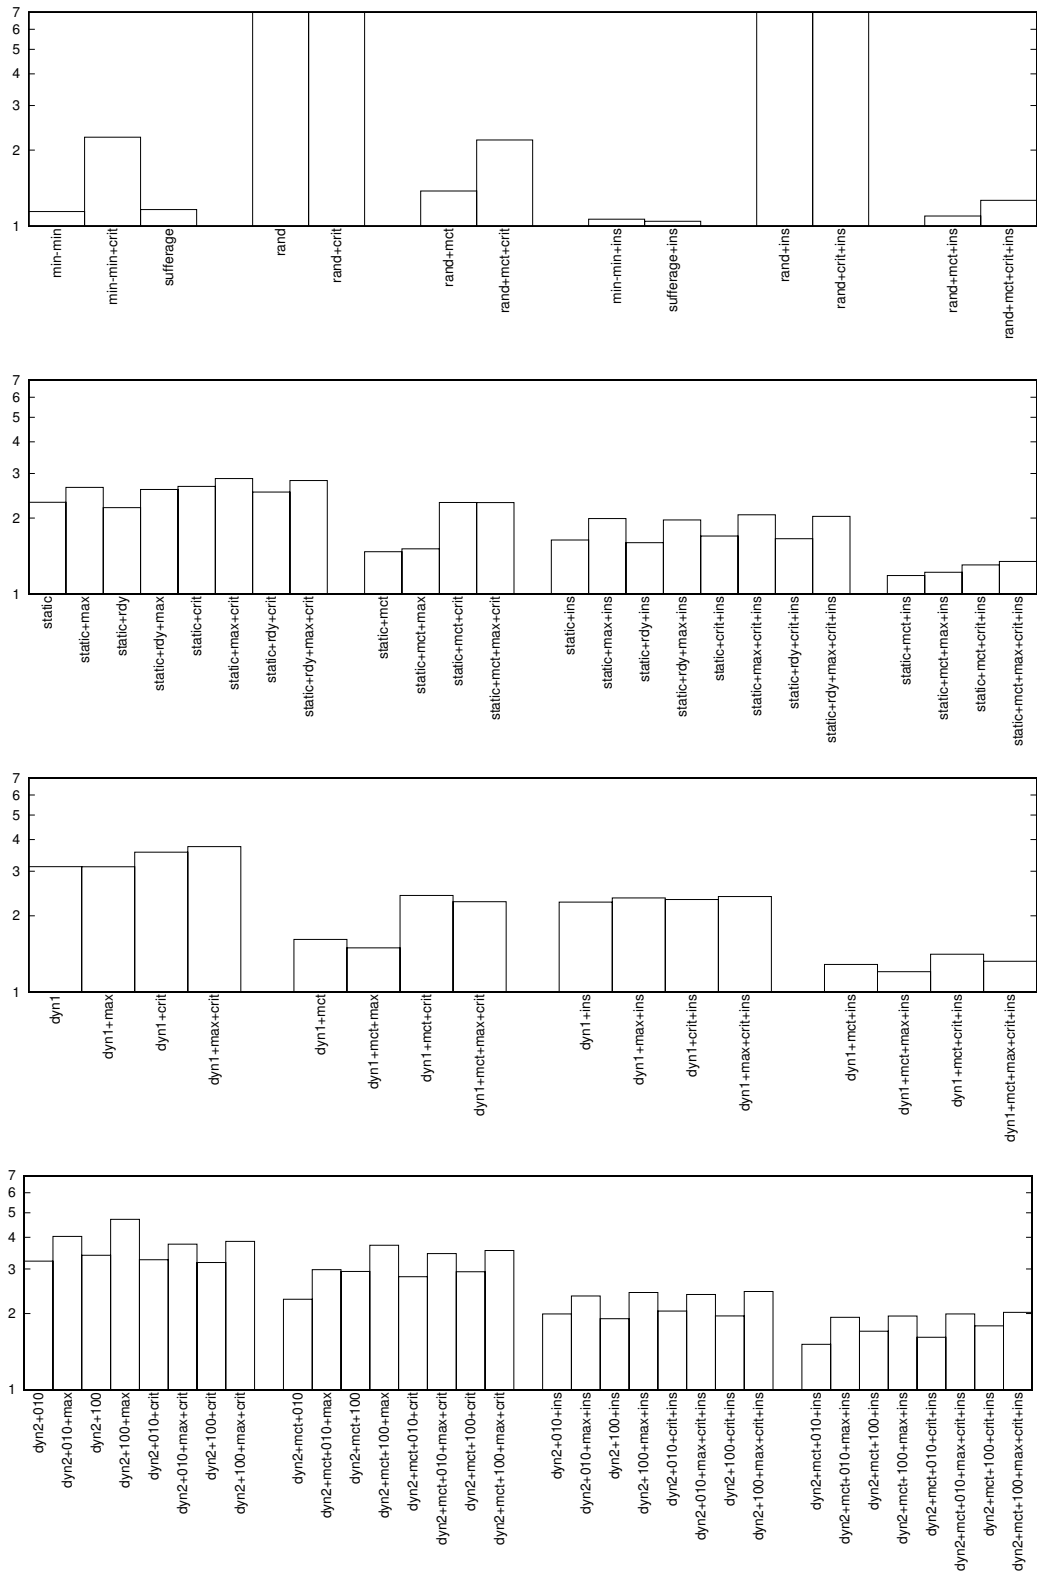 7
6
5
4
3
2
1
min-min
min-min+crit
sufferage
rand
rand+crit
rand+mct
rand+mct+crit
min-min+ins
sufferage+ins
rand+ins
rand+crit+ins
rand+mct+ins
rand+mct+crit+ins
7
6
5
4
3
2
1
static
static+max
static+rdy
static+rdy+max
static+crit
static+max+crit
static+rdy+crit
static+rdy+max+crit
static+mct
static+mct+max
static+mct+crit
static+mct+max+crit
static+ins
static+max+ins
static+rdy+ins
static+rdy+max+ins
static+crit+ins
static+max+crit+ins
static+rdy+crit+ins
static+rdy+max+crit+ins
static+mct+ins
static+mct+max+ins
static+mct+crit+ins
static+mct+max+crit+ins
7
6
5
4
3
2
1
dyn1
dyn1+max
dyn1+crit
dyn1+max+crit
dyn1+mct
dyn1+mct+max
dyn1+mct+crit
dyn1+mct+max+crit
dyn1+ins
dyn1+max+ins
dyn1+crit+ins
dyn1+max+crit+ins
dyn1+mct+ins
dyn1+mct+max+ins
dyn1+mct+crit+ins
dyn1+mct+max+crit+ins
7
6
5
4
3
2
1
dyn2+010
dyn2+010+max
dyn2+100
dyn2+100+max
dyn2+010+crit
dyn2+010+max+crit
dyn2+100+crit
dyn2+100+max+crit
dyn2+mct+010
dyn2+mct+010+max
dyn2+mct+100
dyn2+mct+100+max
dyn2+mct+010+crit
dyn2+mct+010+max+crit
dyn2+mct+100+crit
dyn2+mct+100+max+crit
dyn2+010+ins
dyn2+010+max+ins
dyn2+100+ins
dyn2+100+max+ins
dyn2+010+crit+ins
dyn2+010+max+crit+ins
dyn2+100+crit+ins
dyn2+100+max+crit+ins
dyn2+mct+010+ins
dyn2+mct+010+max+ins
dyn2+mct+100+ins
dyn2+mct+100+max+ins
dyn2+mct+010+crit+ins
dyn2+mct+010+max+crit+ins
dyn2+mct+100+crit+ins
dyn2+mct+100+max+crit+ins